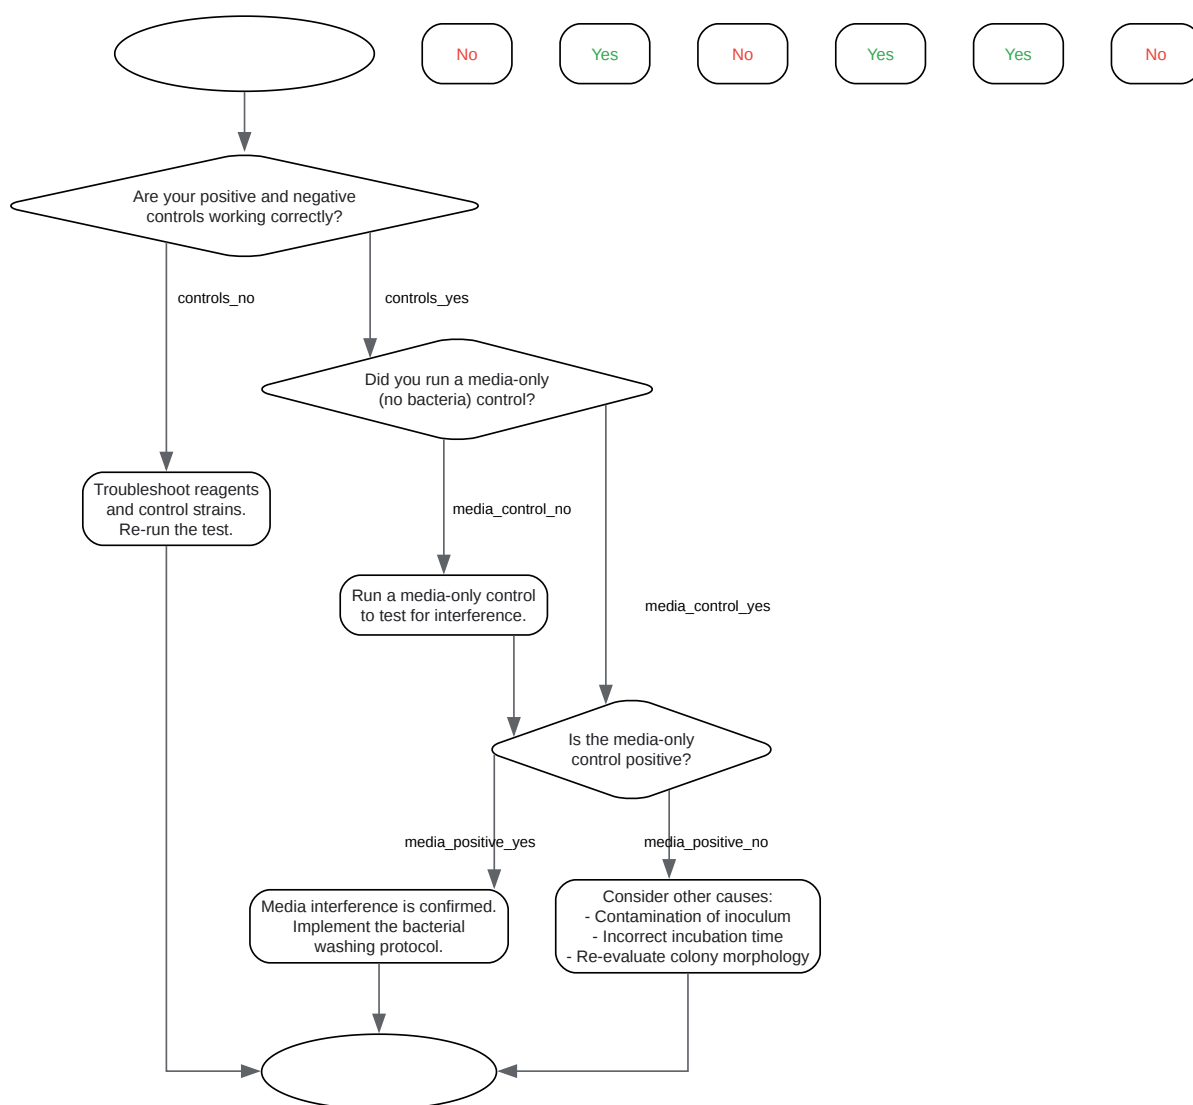 No
Yes
No
Yes
Yes
No
Are your positive and negative
controls working correctly?
controls_no
controls_yes
Did you run a media-only
(no bacteria) control?
Troubleshoot reagents
and control strains.
Re-run the test.
media_control_no
Run a media-only control
to test for interference.
media_control_yes
Is the media-only
control positive?
media_positive_yes
media_positive_no
Media interference is confirmed.
Implement the bacterial
washing protocol.
Consider other causes:
- Contamination of inoculum
- Incorrect incubation time
- Re-evaluate colony morphology